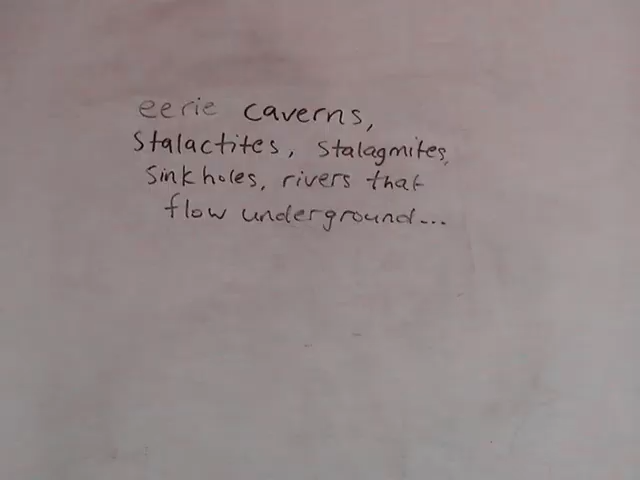 eerie caverns,
Stalactites, stalagmites,
sinkholes, rivers that
flow underground...